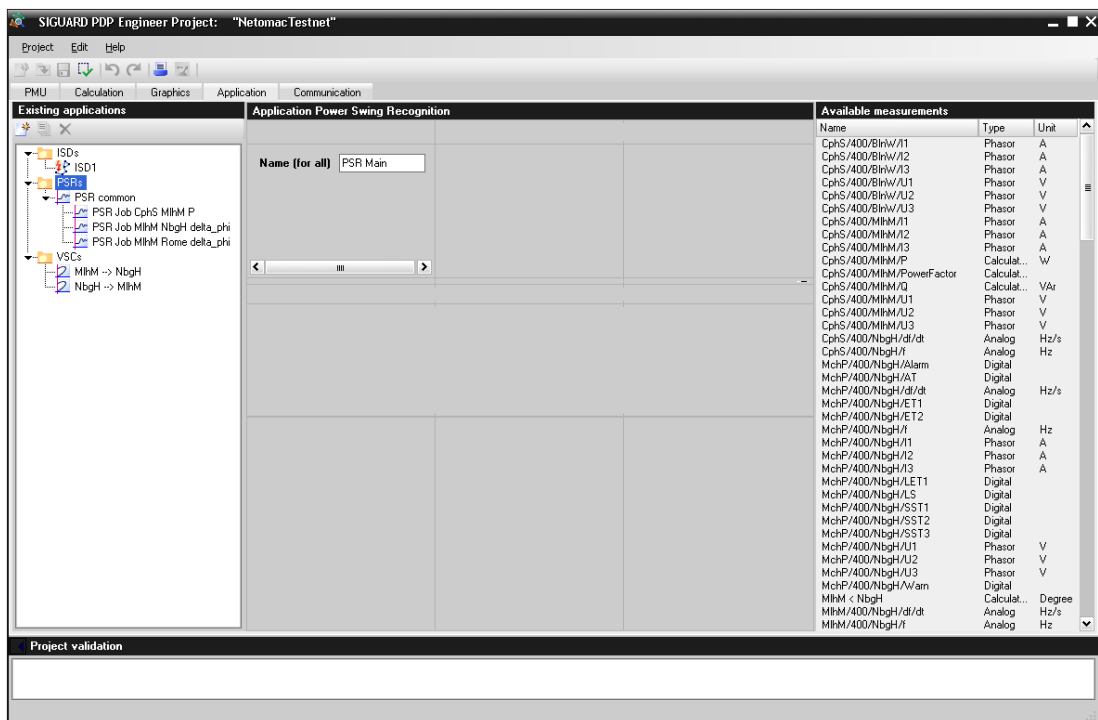 SIGUARD PDP Engineer Project: "NetomacTestnet"
Project Edit Help
PMU Calculation Graphics Application Communication
Existing applications
ISDs
ISD1
PSRs
PSR common
PSR Job CphS MlhM P
PSR Job MlhM NbgH delta_phi
PSR Job MlhM Rome delta_phi
VSCs
MlhM --> NbgH
NbgH --> MlhM
Application Power Swing Recognition
Name (for all) PSR Main
Available measurements
Name Type Unit
CphS/400/BlnW/I1 Phasor A
CphS/400/BlnW/I2 Phasor A
CphS/400/BlnW/I3 Phasor A
CphS/400/BlnW/U1 Phasor V
CphS/400/BlnW/U2 Phasor V
CphS/400/BlnW/U3 Phasor V
CphS/400/MlhM/I1 Phasor A
CphS/400/MlhM/I2 Phasor A
CphS/400/MlhM/I3 Phasor A
CphS/400/MlhM/P Calculat... W
CphS/400/MlhM/PowerFactor Calculat...
CphS/400/MlhM/Q Calculat... VAr
CphS/400/MlhM/U1 Phasor V
CphS/400/MlhM/U2 Phasor V
CphS/400/MlhM/U3 Phasor V
CphS/400/NbgH/df/dt Analog Hz/s
CphS/400/NbgH/f Analog Hz
MchP/400/NbgH/Alarm Digital
MchP/400/NbgH/AT Digital
MchP/400/NbgH/df/dt Analog Hz/s
MchP/400/NbgH/ET1 Digital
MchP/400/NbgH/ET2 Digital
MchP/400/NbgH/f Analog Hz
MchP/400/NbgH/I1 Phasor A
MchP/400/NbgH/I2 Phasor A
MchP/400/NbgH/I3 Phasor A
MchP/400/NbgH/LET1 Digital
MchP/400/NbgH/LS Digital
MchP/400/NbgH/SST1 Digital
MchP/400/NbgH/SST2 Digital
MchP/400/NbgH/SST3 Digital
MchP/400/NbgH/U1 Phasor V
MchP/400/NbgH/U2 Phasor V
MchP/400/NbgH/U3 Phasor V
MchP/400/NbgH/Warn Digital
MlhM < NbgH Calculat... Degree
MlhM/400/NbgH/df/dt Analog Hz/s
MlhM/400/NbgH/f Analog Hz
Project validation